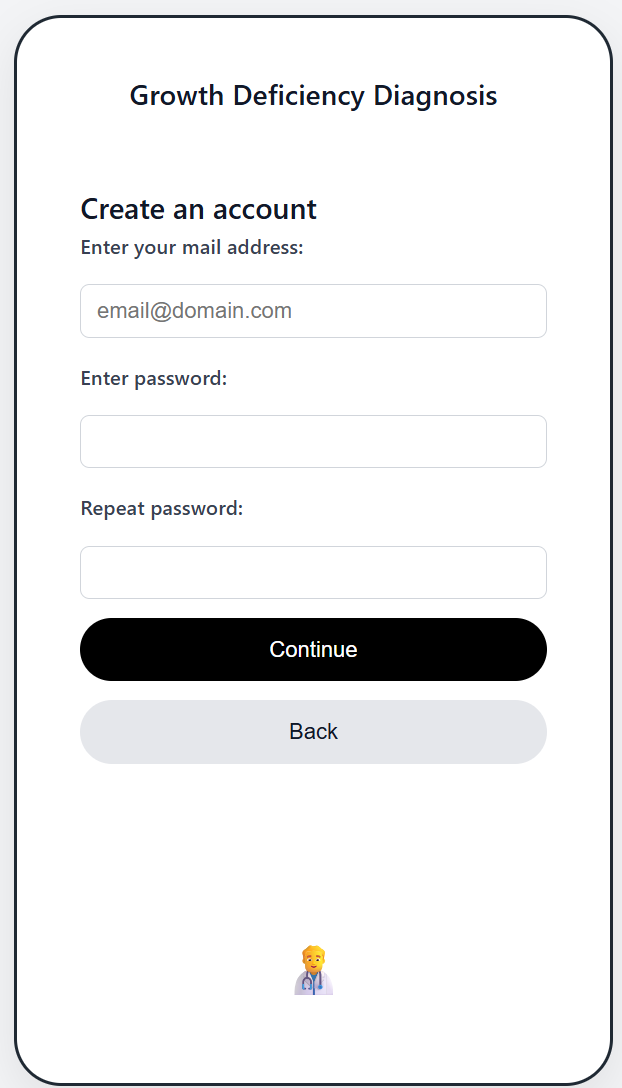 Growth Deficiency Diagnosis
Create an account
Enter your mail address:
email@domain.com
Enter password:
Repeat password:
Continue
Back